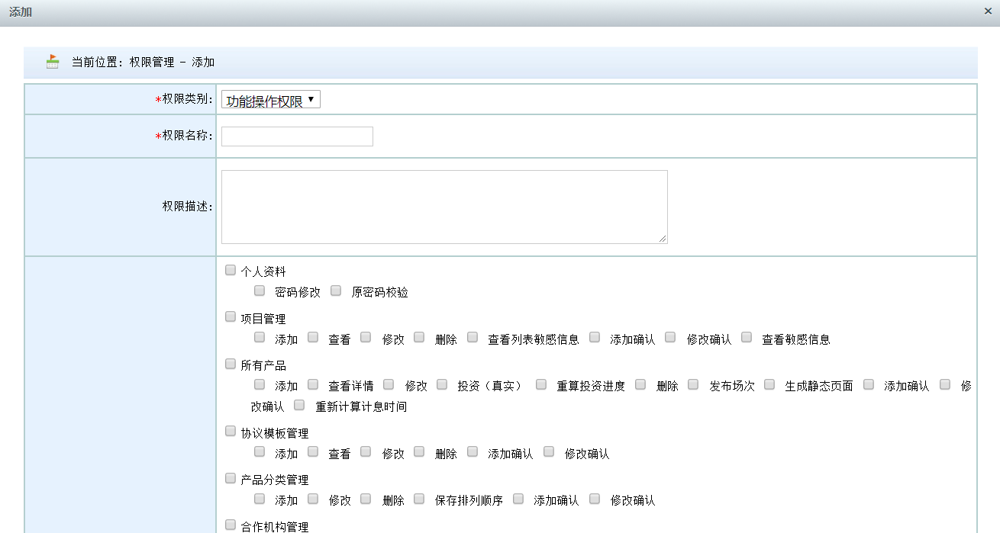 添加
当前位置: 权限管理 - 添加
*权限类别:
功能操作权限
*权限名称:
权限描述:
个人资料
密码修改 原密码校验
项目管理
添加 查看 修改 删除 查看列表敏感信息 添加确认 修改确认 查看敏感信息
所有产品
添加 查看详情 修改 投资（真实） 重算投资进度 删除 发布场次 生成静态页面 添加确认 修
改确认 重新计算计息时间
协议模板管理
添加 查看 修改 删除 添加确认 修改确认
产品分类管理
添加 修改 删除 保存排列顺序 添加确认 修改确认
合作机构管理